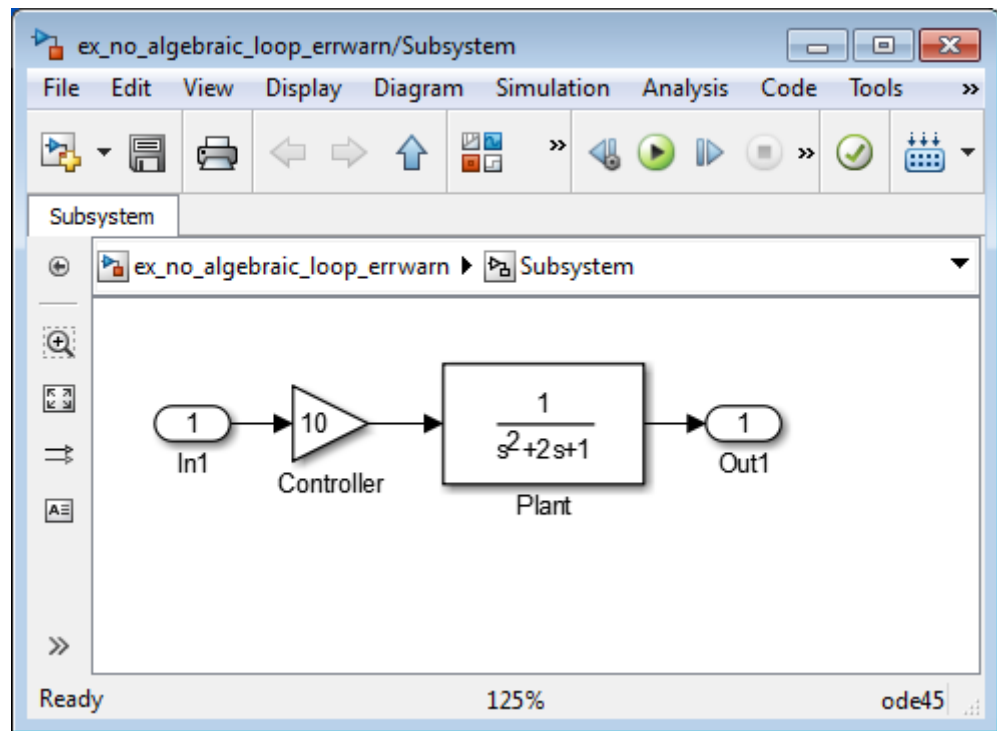 ex_no_algebraic_loop_errwarn/Subsystem
File Edit View Display Diagram Simulation Analysis Code Tools »
» »
Subsystem
ex_no_algebraic_loop_errwarn Subsystem
1 10 1 1
s²+2s+1
In1 Out1
Controller
Plant
A
»
Ready 125% ode45